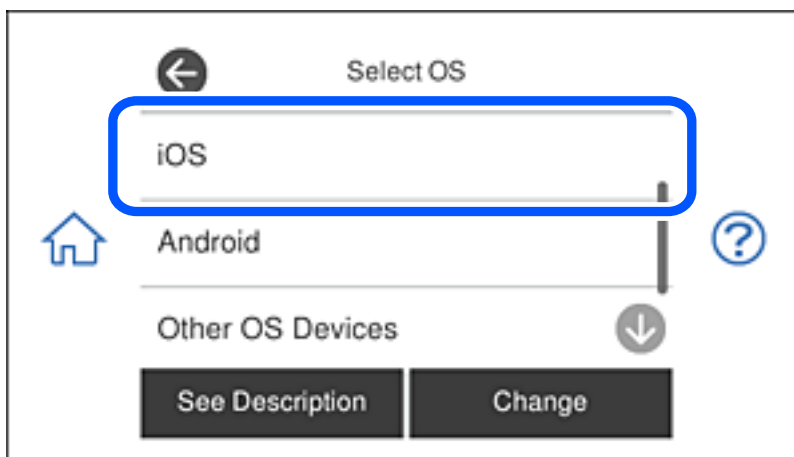 Select OS
iOS
Android
Other OS Devices
See Description
Change